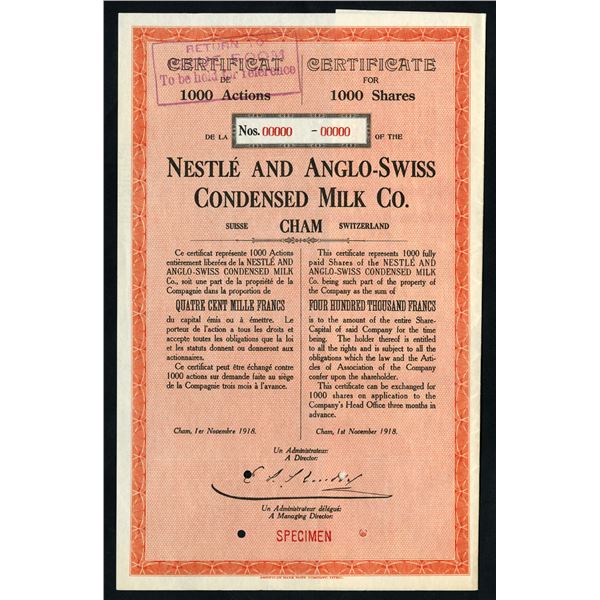 RETURN TO
ROOM
To be held for reference
CERTIFICAT
DE
1000 Actions
CERTIFICATE
FOR
1000 Shares
DE LA
Nos. 00000 - 00000
OF THE
NESTLÉ AND ANGLO-SWISS
CONDENSED MILK CO.
SUISSE CHAM SWITZERLAND
Ce certificat représente 1000 Actions
entièrement liberées de la NESTLÉ AND
ANGLO-SWISS CONDENSED MILK
Co., soit une part de la propriété de la
Compagnie dans la proportion de
QUATRE CENT MILLE FRANCS
du capital émis ou à émettre. Le
porteur de l'action a tous les droits et
accepte toutes les obligations que la loi
et les statuts donnent ou donneront aux
actionnaires.
Ce certificat peut être échangé contre
1000 actions sur demande faite au siège
de la Compagnie trois mois à l'avance.
Cham, 1er Novembre 1918.
This certificate represents 1000 fully
paid Shares of the NESTLÉ AND
ANGLO-SWISS CONDENSED MILK
Co. being such part of the property of
the Company as the sum of
FOUR HUNDRED THOUSAND FRANCS
is to the amount of the entire Share-
Capital of said Company for the time
being. The holder thereof is entitled
to all the rights and is subject to all the
obligations which the law and the Arti-
cles of Association of the Company
confer upon the shareholder.
This certificate can be exchanged for
1000 shares on application to the
Company's Head Office three months in
advance.
Cham, 1st November 1918.
Un Administrateur:
A Director:
Un Administrateur délégué:
A Managing Director:
SPECIMEN
AMERICAN BANK NOTE COMPANY, LITHO.